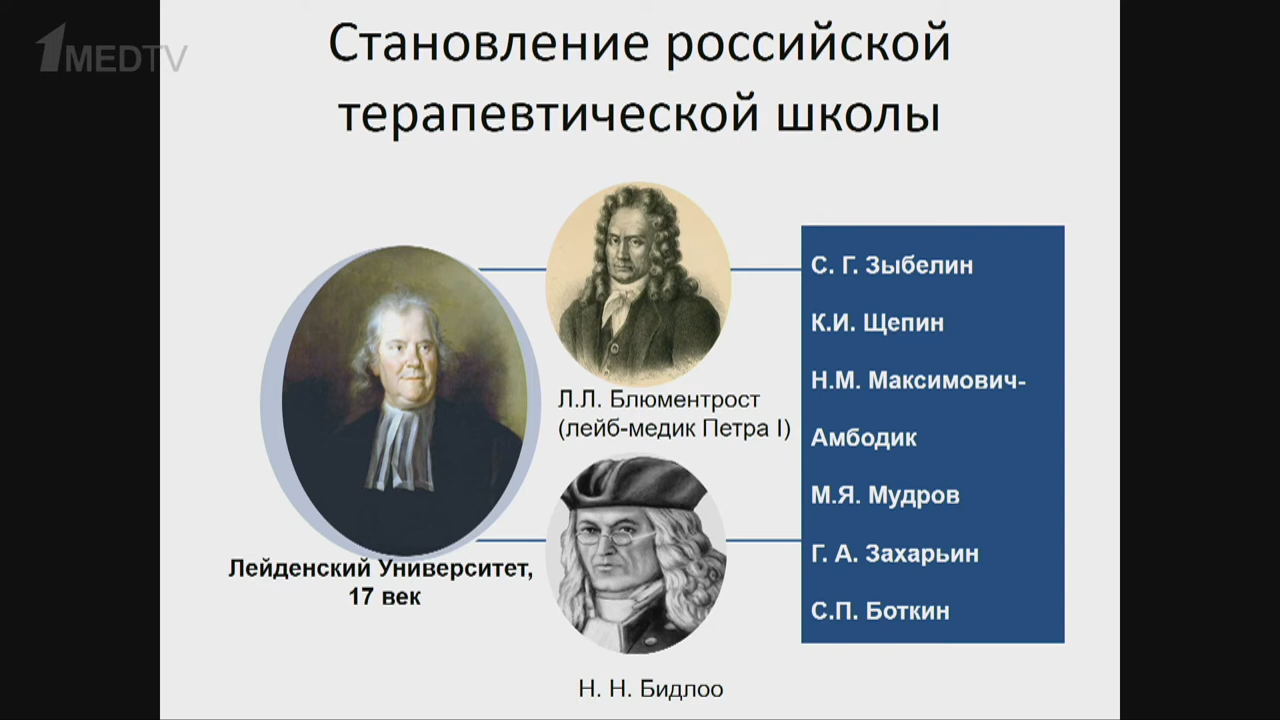 1MEDTV
Становление российской
терапевтической школы
Л.Л. Блюментрост
(лейб-медик Петра I)
Лейденский Университет,
17 век
Н. Н. Бидлоо
С. Г. Зыбелин
К.И. Щепин
Н.М. Максимович-
Амбодик
М.Я. Мудров
Г. А. Захарьин
С.П. Боткин